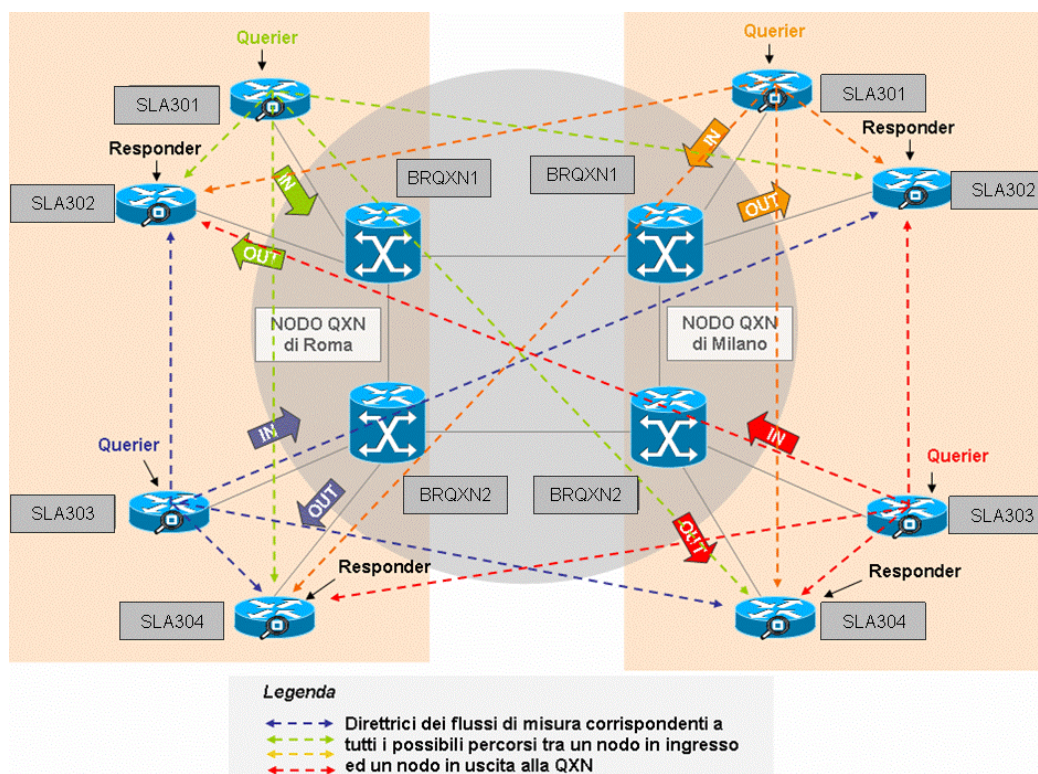 Querier
Querier
SLA301
SLA301
Responder
Responder
IN
IN
BRQXN1
BRQXN1
SLA302
SLA302
OUT
OUT
NODO QXN
di Roma
NODO QXN
di Milano
IN
IN
Querier
Querier
BRQXN2
BRQXN2
OUT
OUT
SLA303
SLA303
Responder
Responder
SLA304
SLA304
Legenda
Direttrici dei flussi di misura corrispondenti a
tutti i possibili percorsi tra un nodo in ingresso
ed un nodo in uscita alla QXN